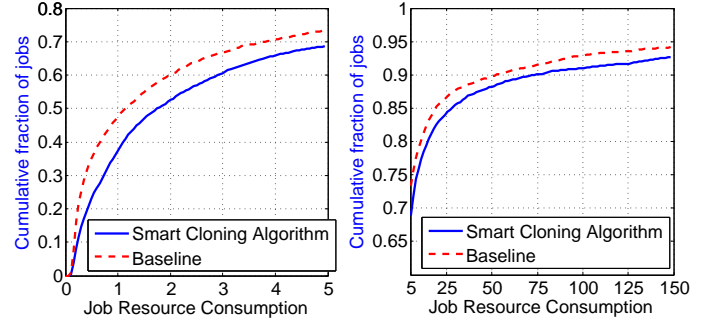 0.8
0.7
0.6
0.5
0.4
0.3
0.2
0.1
0
Cumulative fraction of jobs
Smart Cloning Algorithm
Baseline
0 1 2 3 4 5
Job Resource Consumption
1
0.95
0.9
0.85
0.8
0.75
0.7
0.65
Cumulative fraction of jobs
Smart Cloning Algorithm
Baseline
5 25 50 75 100 125 150
Job Resource Consumption